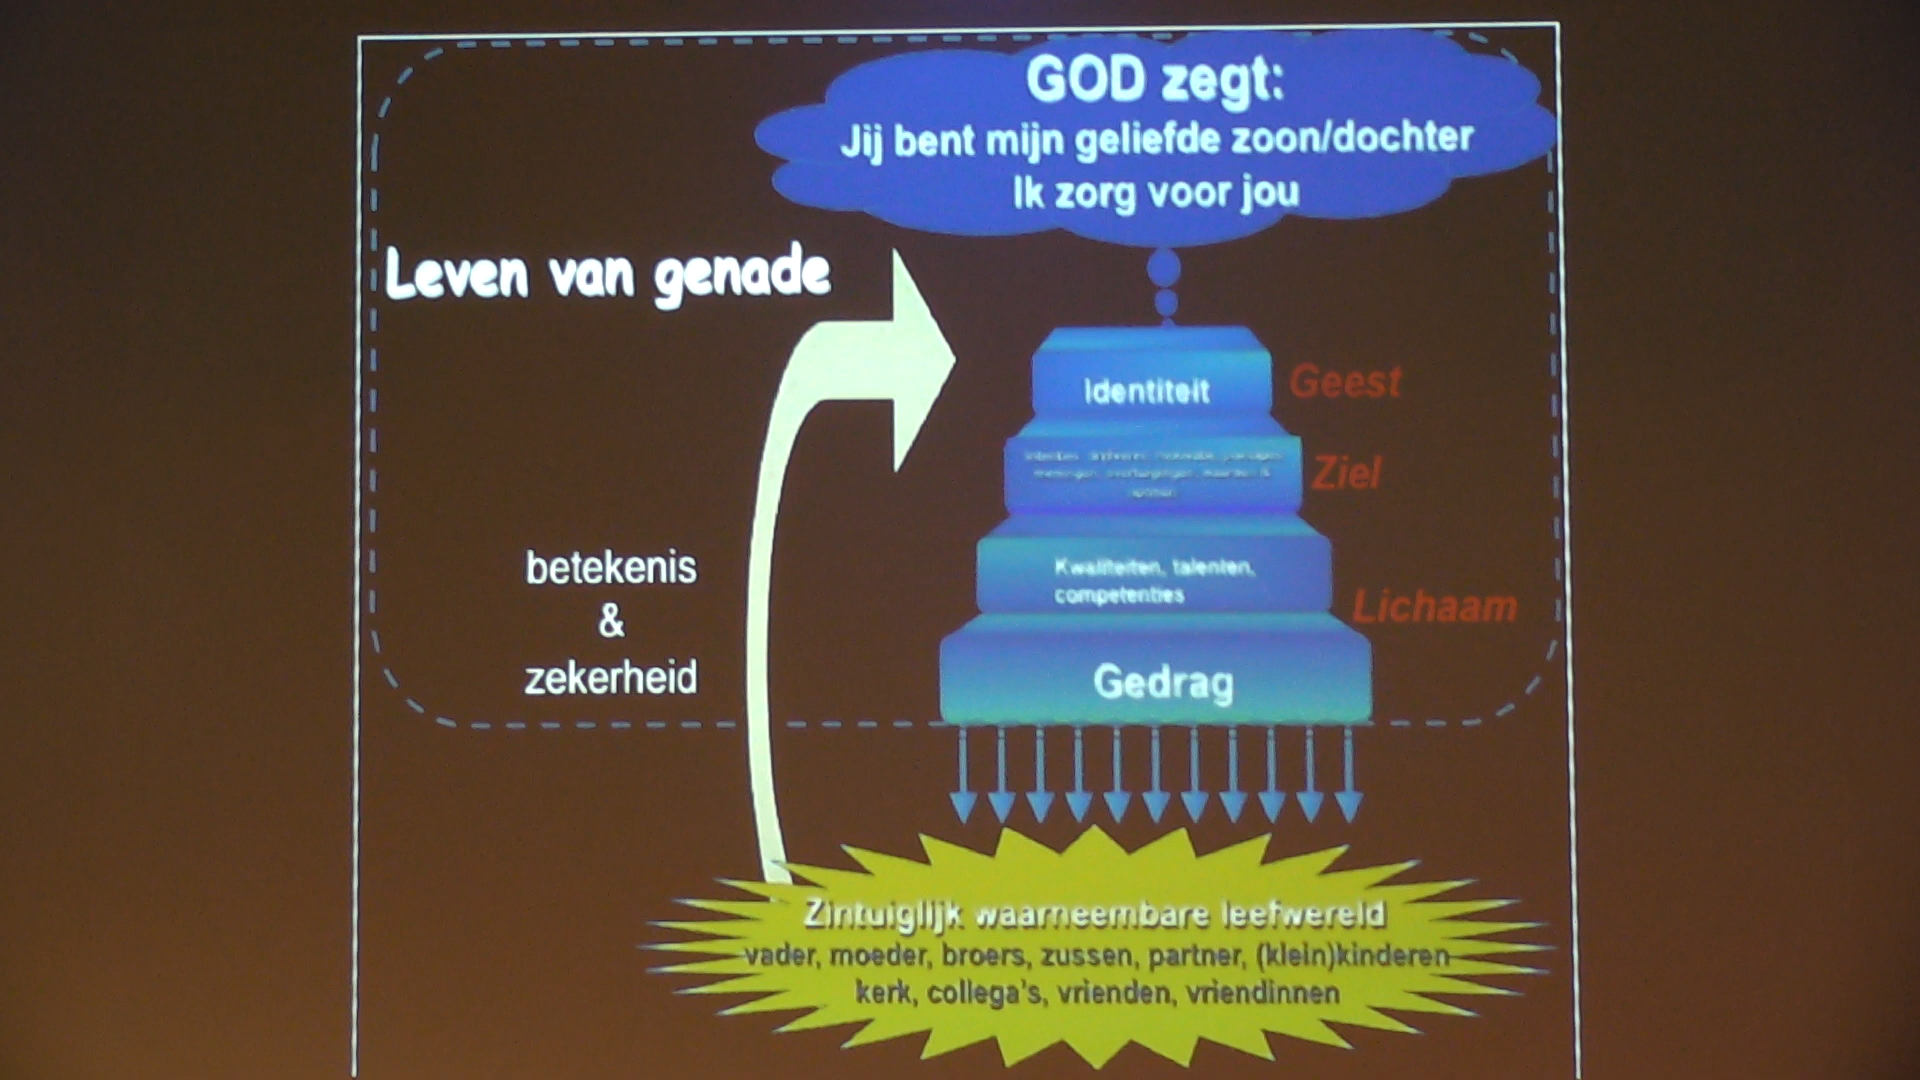 GOD zegt:
Jij bent mijn geliefde zoon/dochter
Ik zorg voor jou
Leven van genade
Identiteit
Geest
Ziel
Kwaliteiten, talenten,
competenties
Lichaam
betekenis
&
zekerheid
Gedrag
Zintuiglijk waarneembare leefwereld
vader, moeder, broers, zussen, partner, (klein)kinderen
kerk, collega's, vrienden, vriendinnen